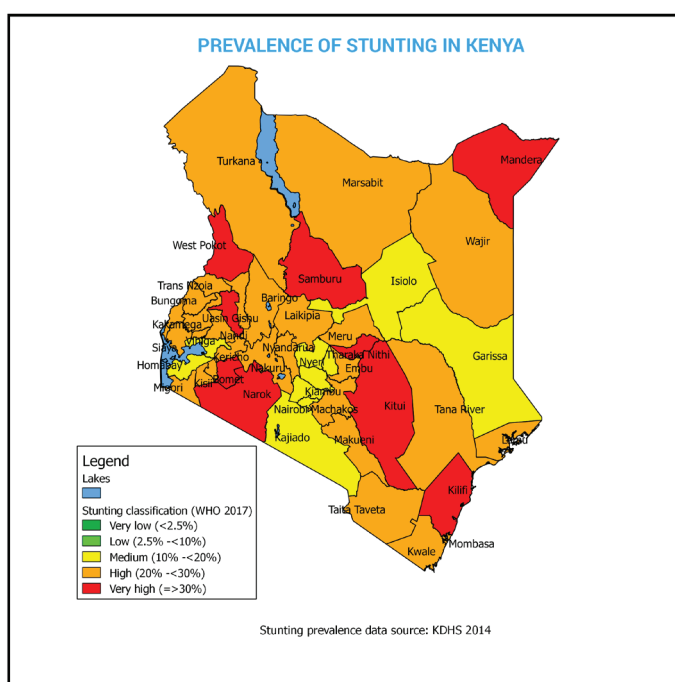 PREVALENCE OF STUNTING IN KENYA
Mandera
Turkana
Marsabit
Wajir
West Pokot
Samburu
Isiolo
Trans Nzoia
Baringo
Bungoma
Laikipia
Uasin Gishu
Kakamega
Meru
Nandi
Siaya
Vihiga
Nyandarua
Tharaka Nithi
Garissa
Kericho
Nyeri
Homabay
Nakuru
Embu
Bomet
Kisii
Migori
Narok
Kiambu
Kitui
Nairobi
Machakos
Tana River
Kajiado
Makueni
Lamu
Kilifi
Taita Taveta
Mombasa
Kwale
Legend
Lakes
Stunting classification (WHO 2017)
Very low (<2.5%)
Low (2.5% -<10%)
Medium (10% -<20%)
High (20% -<30%)
Very high (=>30%)
Stunting prevalence data source: KDHS 2014